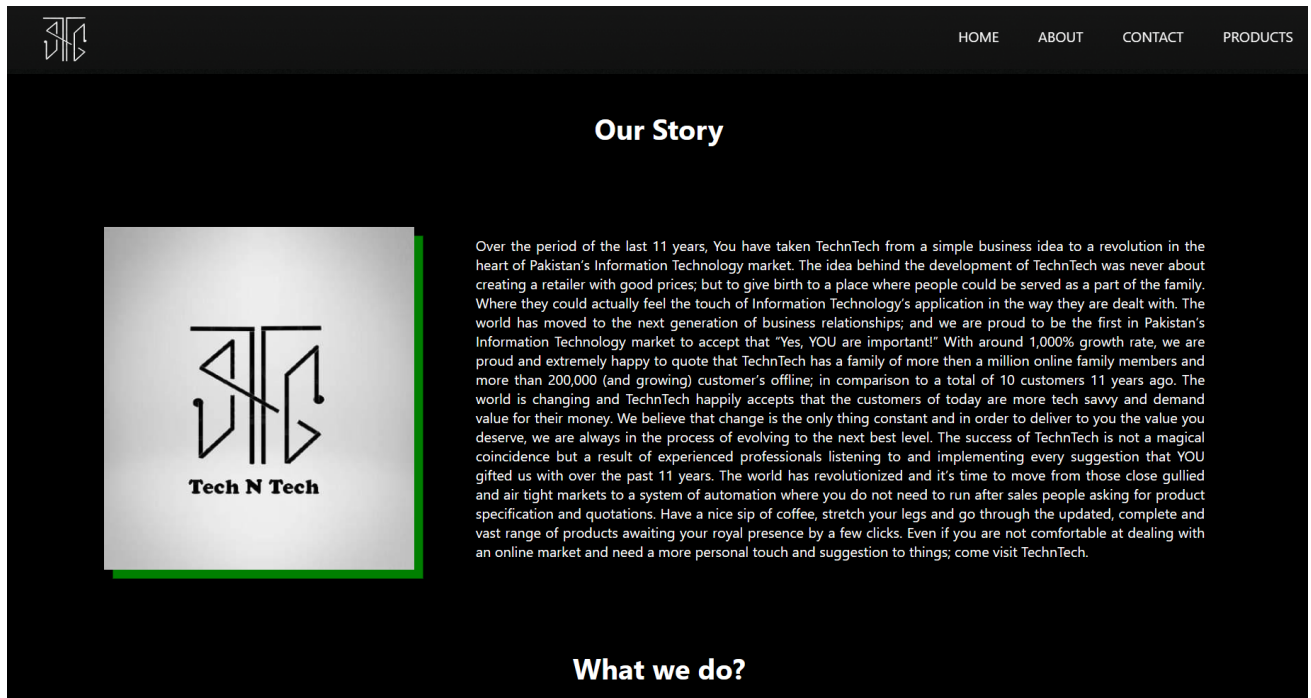 HOME ABOUT CONTACT PRODUCTS
Our Story
Tech N Tech
Over the period of the last 11 years, You have taken TechnTech from a simple business idea to a revolution in the
heart of Pakistan's Information Technology market. The idea behind the development of TechnTech was never about
creating a retailer with good prices; but to give birth to a place where people could be served as a part of the family.
Where they could actually feel the touch of Information Technology's application in the way they are dealt with. The
world has moved to the next generation of business relationships; and we are proud to be the first in Pakistan's
Information Technology market to accept that "Yes, YOU are important!" With around 1,000% growth rate, we are
proud and extremely happy to quote that TechnTech has a family of more then a million online family members and
more than 200,000 (and growing) customer's offline; in comparison to a total of 10 customers 11 years ago. The
world is changing and TechnTech happily accepts that the customers of today are more tech savvy and demand
value for their money. We believe that change is the only thing constant and in order to deliver to you the value you
deserve, we are always in the process of evolving to the next best level. The success of TechnTech is not a magical
coincidence but a result of experienced professionals listening to and implementing every suggestion that YOU
gifted us with over the past 11 years. The world has revolutionized and it's time to move from those close gullied
and air tight markets to a system of automation where you do not need to run after sales people asking for product
specification and quotations. Have a nice sip of coffee, stretch your legs and go through the updated, complete and
vast range of products awaiting your royal presence by a few clicks. Even if you are not comfortable at dealing with
an online market and need a more personal touch and suggestion to things; come visit TechnTech.
What we do?